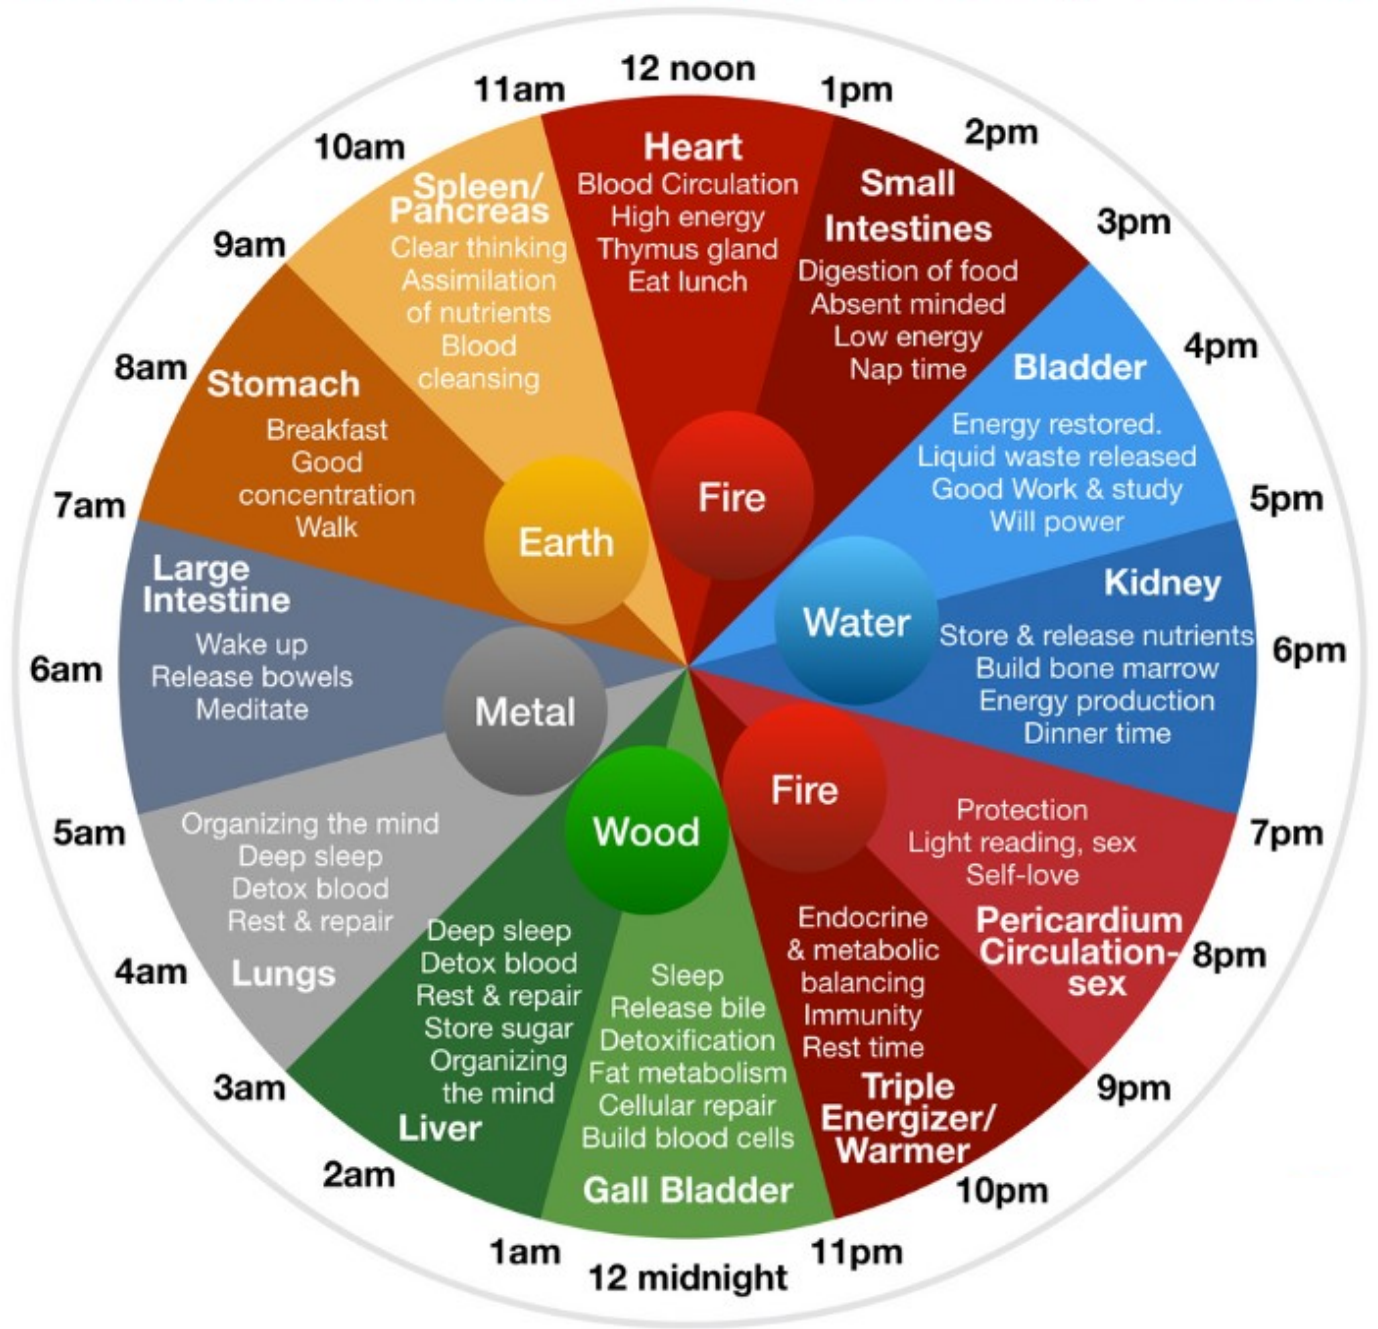 12 noon
1pm
2pm
3pm
4pm
5pm
6pm
7pm
8pm
9pm
10pm
11pm
12 midnight
1am
2am
3am
4am
5am
6am
7am
8am
9am
10am
11am
Heart
Blood Circulation
High energy
Thymus gland
Eat lunch
Small
Intestines
Digestion of food
Absent minded
Low energy
Nap time
Fire
Bladder
Energy restored.
Liquid waste released
Good Work & study
Will power
Kidney
Store & release nutrients
Build bone marrow
Energy production
Dinner time
Water
Protection
Light reading, sex
Self-love
Pericardium
Circulation-
sex
Endocrine
& metabolic
balancing
Immunity
Rest time
Triple
Energizer/
Warmer
Fire
Sleep
Release bile
Detoxification
Fat metabolism
Cellular repair
Build blood cells
Gall Bladder
Deep sleep
Detox blood
Rest & repair
Store sugar
Organizing
the mind
Liver
Wood
Organizing the mind
Deep sleep
Detox blood
Rest & repair
Lungs
Large
Intestine
Wake up
Release bowels
Meditate
Metal
Stomach
Breakfast
Good
concentration
Walk
Spleen/
Pancreas
Clear thinking
Assimilation
of nutrients
Blood
cleansing
Earth